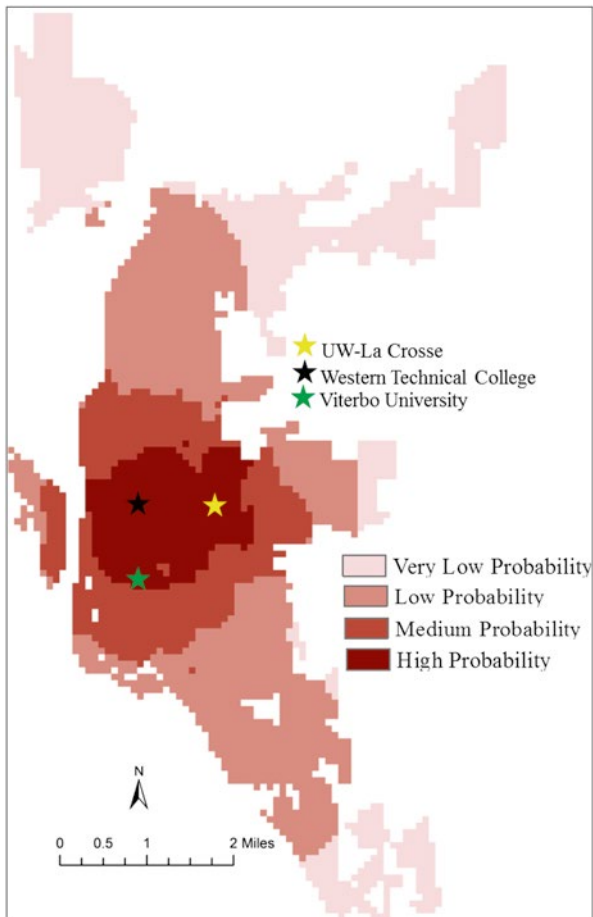 UW-La Crosse
Western Technical College
Viterbo University
Very Low Probability
Low Probability
Medium Probability
High Probability
N
0 0.5 1 2 Miles